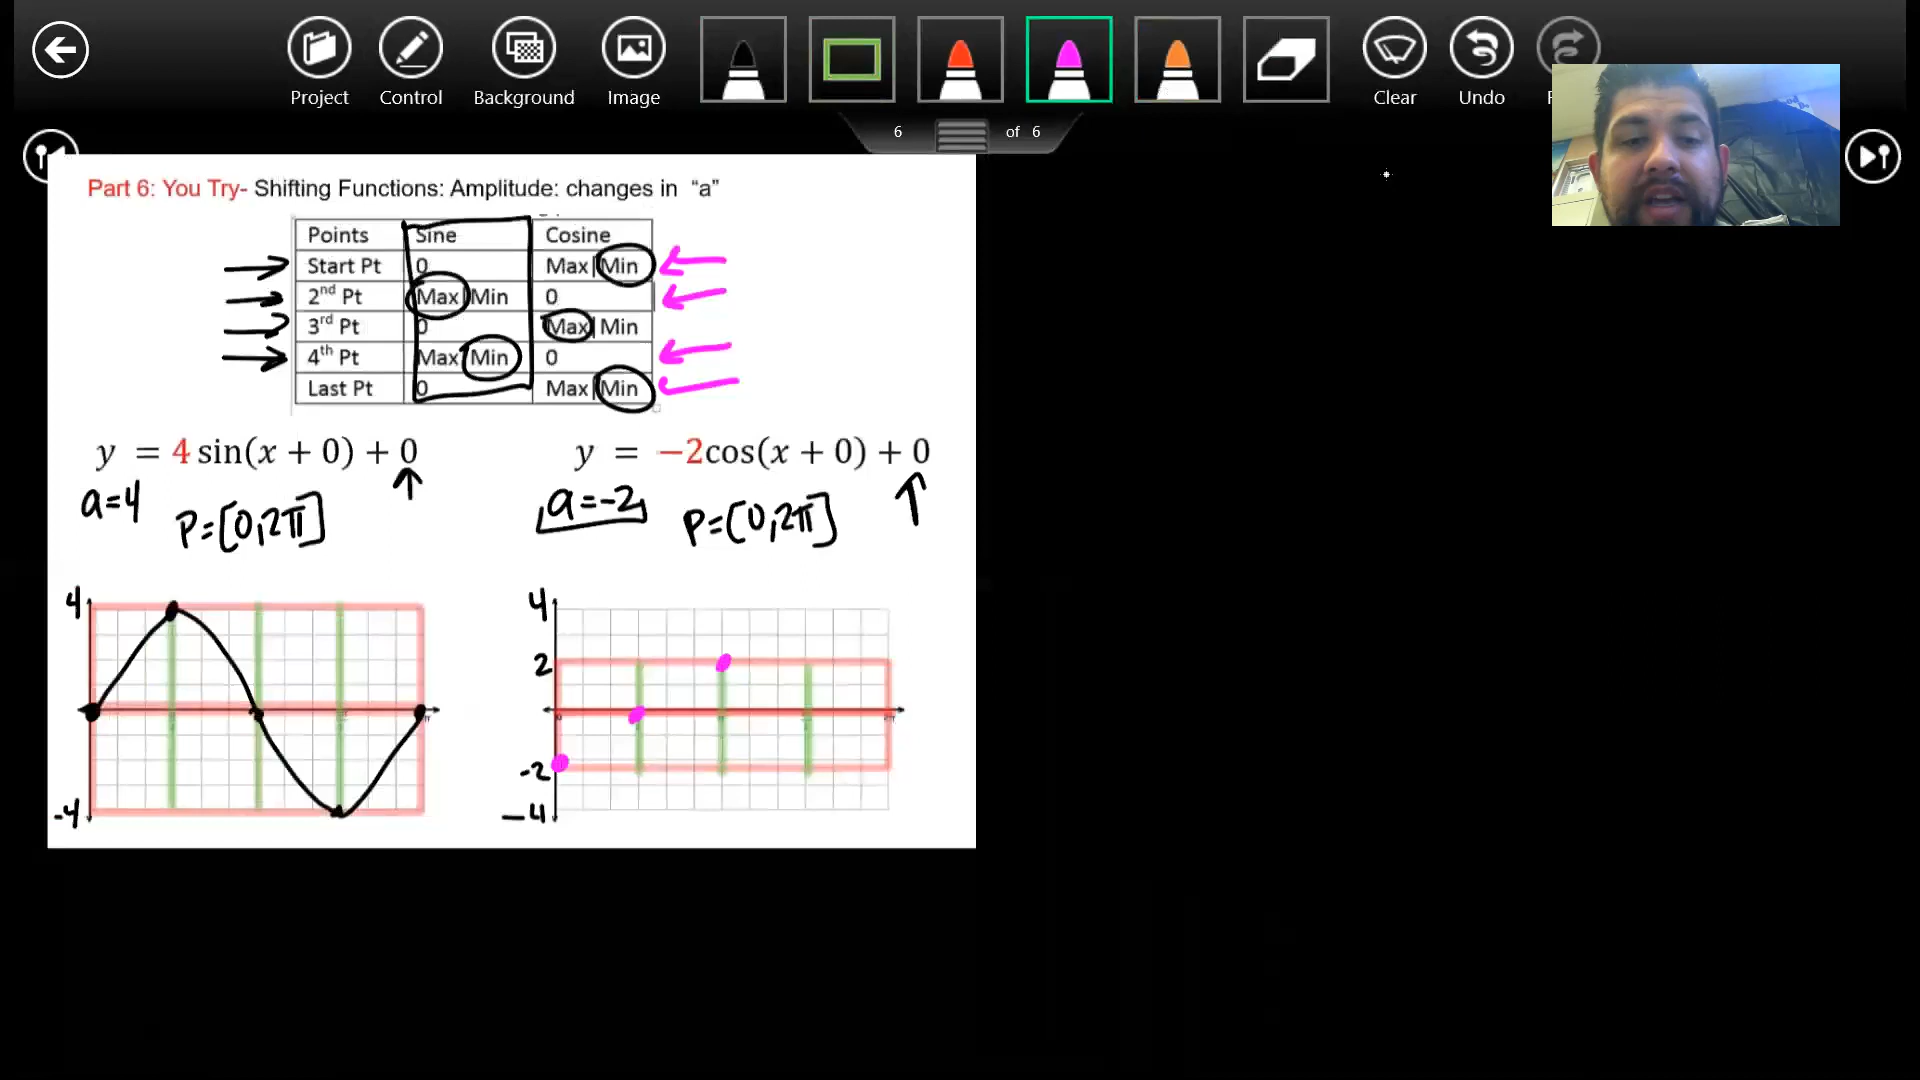 Project Control Background Image Clear Undo
6 of 6
Part 6: You Try- Shifting Functions: Amplitude: changes in “a”
Points Sine Cosine
Start Pt 0 Max|Min
2nd Pt Max|Min 0
3rd Pt 0 Max|Min
4th Pt Max|Min 0
Last Pt 0 Max|Min
y = 4 sin(x + 0) + 0
y = −2cos(x + 0) + 0
a=4
P=[0,2π]
a=-2
P=[0,2π]
4
-4
4
2
-2
-4